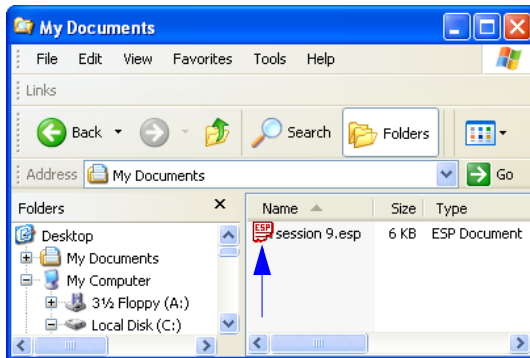 My Documents
File Edit View Favorites Tools Help
Links
Back Search Folders
Address My Documents Go
Folders x Name Size Type
Desktop ESP session 9.esp 6 KB ESP Document
My Documents
My Computer
3½ Floppy (A:)
Local Disk (C:)